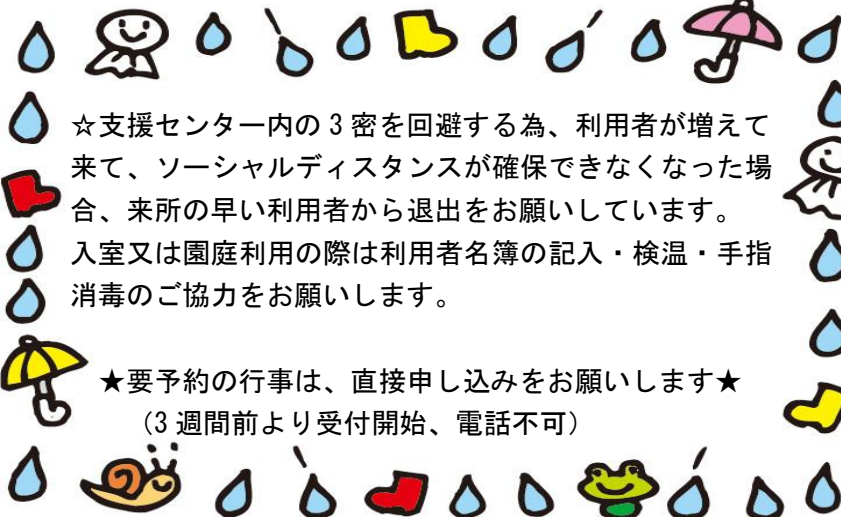 ☆支援センター内の3密を回避する為、利用者が増えて
来て、ソーシャルディスタンスが確保できなくなった場
合、来所の早い利用者から退出をお願いしています。
入室又は園庭利用の際は利用者名簿の記入・検温・手指
消毒のご協力をお願いします。
★要予約の行事は、直接申し込みをお願いします★
（3週間前より受付開始、電話不可）